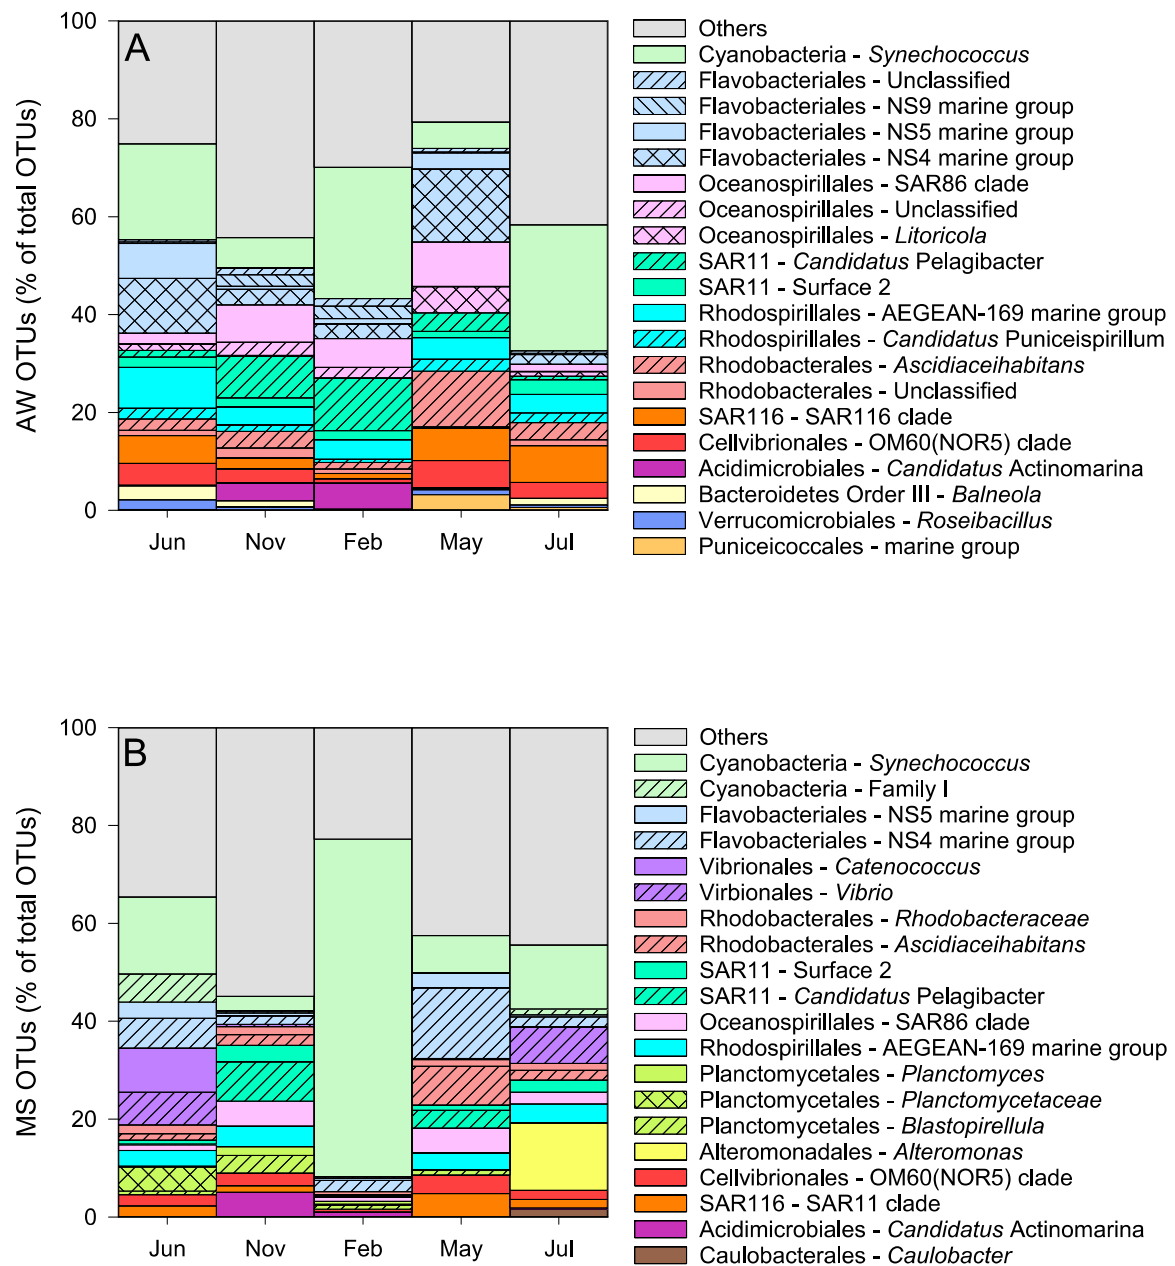 A
AW OTUs (% of total OTUs)
100
80
60
40
20
0
Jun Nov Feb May Jul
Others
Cyanobacteria - Synechococcus
Flavobacteriales - Unclassified
Flavobacteriales - NS9 marine group
Flavobacteriales - NS5 marine group
Flavobacteriales - NS4 marine group
Oceanospirillales - SAR86 clade
Oceanospirillales - Unclassified
Oceanospirillales - Litoricola
SAR11 - Candidatus Pelagibacter
SAR11 - Surface 2
Rhodospirillales - AEGEAN-169 marine group
Rhodospirillales - Candidatus Puniceispirillum
Rhodobacterales - Ascidiaceihabitans
Rhodobacterales - Unclassified
SAR116 - SAR116 clade
Cellvibrionales - OM60(NOR5) clade
Acidimicrobiales - Candidatus Actinomarina
Bacteroidetes Order III - Balneola
Verrucomicrobiales - Roseibacillus
Puniceicoccales - marine group
B
MS OTUs (% of total OTUs)
100
80
60
40
20
0
Jun Nov Feb May Jul
Others
Cyanobacteria - Synechococcus
Cyanobacteria - Family I
Flavobacteriales - NS5 marine group
Flavobacteriales - NS4 marine group
Vibrionales - Catenococcus
Virbionales - Vibrio
Rhodobacterales - Rhodobacteraceae
Rhodobacterales - Ascidiaceihabitans
SAR11 - Surface 2
SAR11 - Candidatus Pelagibacter
Oceanospirillales - SAR86 clade
Rhodospirillales - AEGEAN-169 marine group
Planctomycetales - Planctomyces
Planctomycetales - Planctomycetaceae
Planctomycetales - Blastopirellula
Alteromonadales - Alteromonas
Cellvibrionales - OM60(NOR5) clade
SAR116 - SAR11 clade
Acidimicrobiales - Candidatus Actinomarina
Caulobacterales - Caulobacter